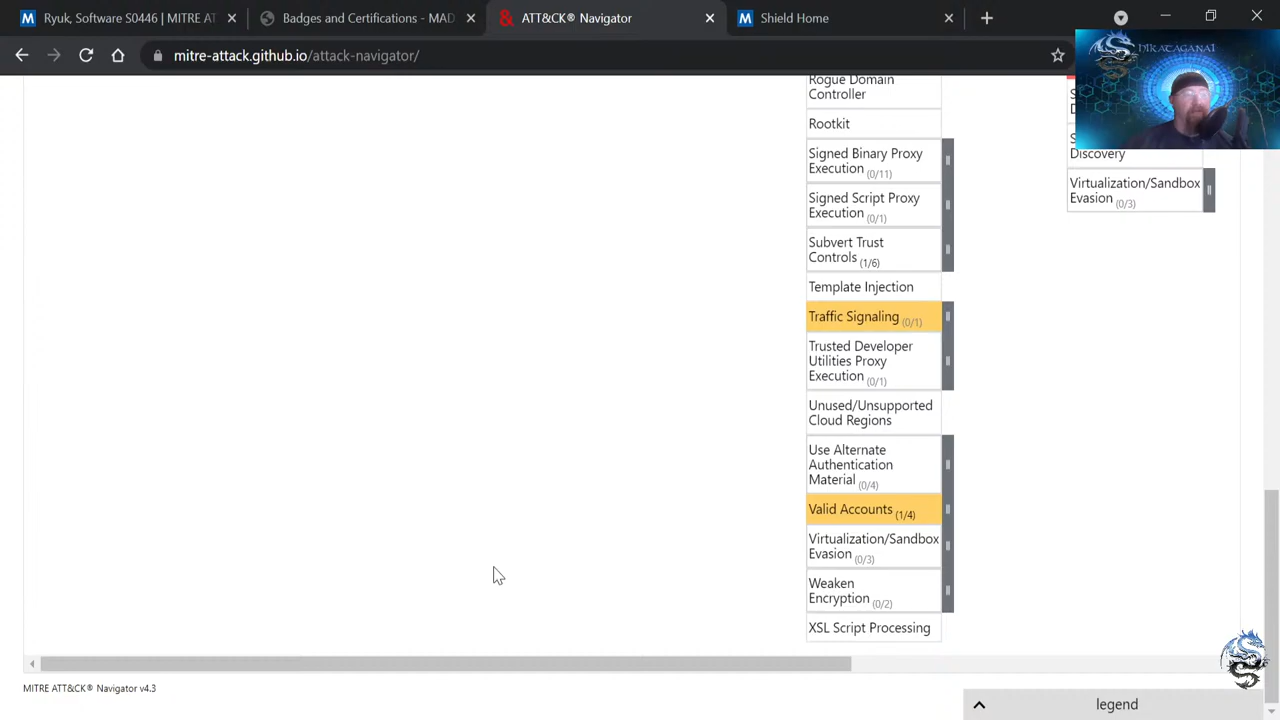 Ryuk, Software S0446 | MITRE AT
Badges and Certifications - MAD
ATT&CK® Navigator
Shield Home
mitre-attack.github.io/attack-navigator/
HIKATAGANAI
Rogue Domain
Controller
Rootkit
Signed Binary Proxy
Execution (0/11)
Signed Script Proxy
Execution (0/1)
Subvert Trust
Controls (1/6)
Template Injection
Traffic Signaling (0/1)
Trusted Developer
Utilities Proxy
Execution (0/1)
Unused/Unsupported
Cloud Regions
Use Alternate
Authentication
Material (0/4)
Valid Accounts (1/4)
Virtualization/Sandbox
Evasion (0/3)
Weaken
Encryption (0/2)
XSL Script Processing
Discovery
Virtualization/Sandbox
Evasion (0/3)
MITRE ATT&CK® Navigator v4.3
legend